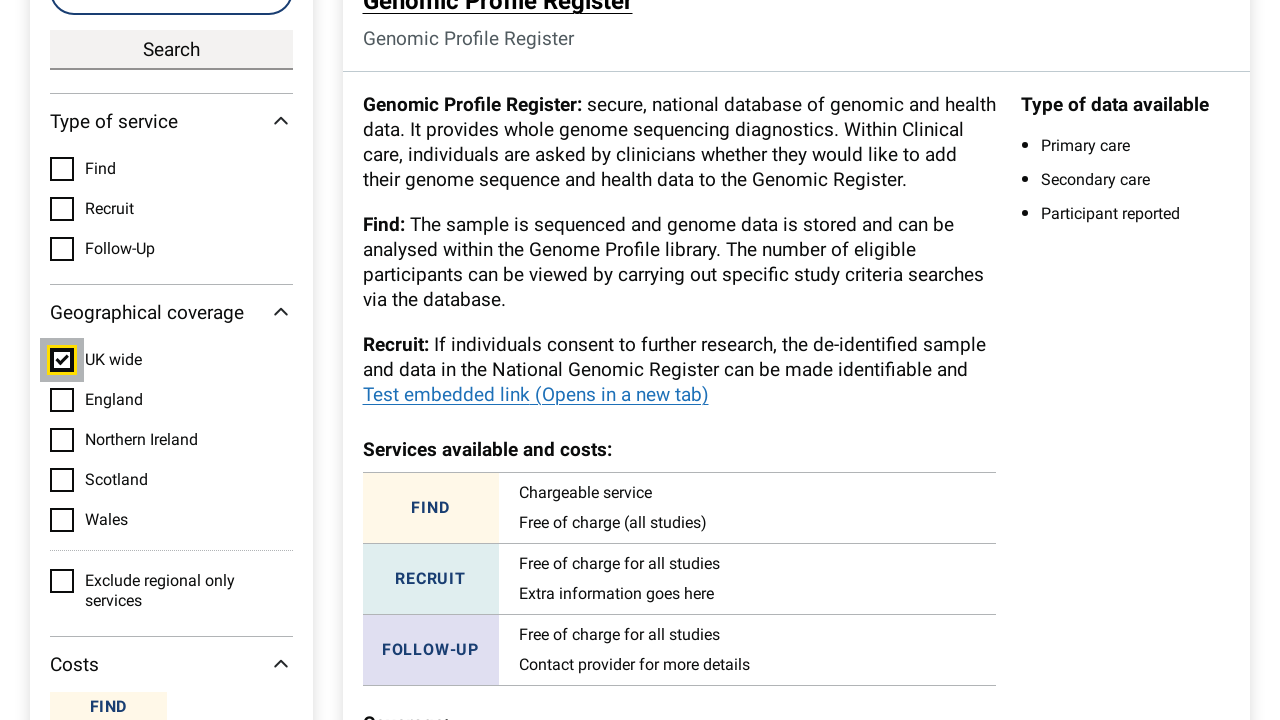 Search
Type of service
Find
Recruit
Follow-Up
Geographical coverage
UK wide
England
Northern Ireland
Scotland
Wales
Exclude regional only
services
Costs
FIND
Genomic Profile Register
Genomic Profile Register
Genomic Profile Register: secure, national database of genomic and health
data. It provides whole genome sequencing diagnostics. Within Clinical
care, individuals are asked by clinicians whether they would like to add
their genome sequence and health data to the Genomic Register.
Find: The sample is sequenced and genome data is stored and can be
analysed within the Genome Profile library. The number of eligible
participants can be viewed by carrying out specific study criteria searches
via the database.
Recruit: If individuals consent to further research, the de-identified sample
and data in the National Genomic Register can be made identifiable and
Test embedded link (Opens in a new tab)
Services available and costs:
FIND
Chargeable service
Free of charge (all studies)
RECRUIT
Free of charge for all studies
Extra information goes here
FOLLOW-UP
Free of charge for all studies
Contact provider for more details
Type of data available
Primary care
Secondary care
Participant reported